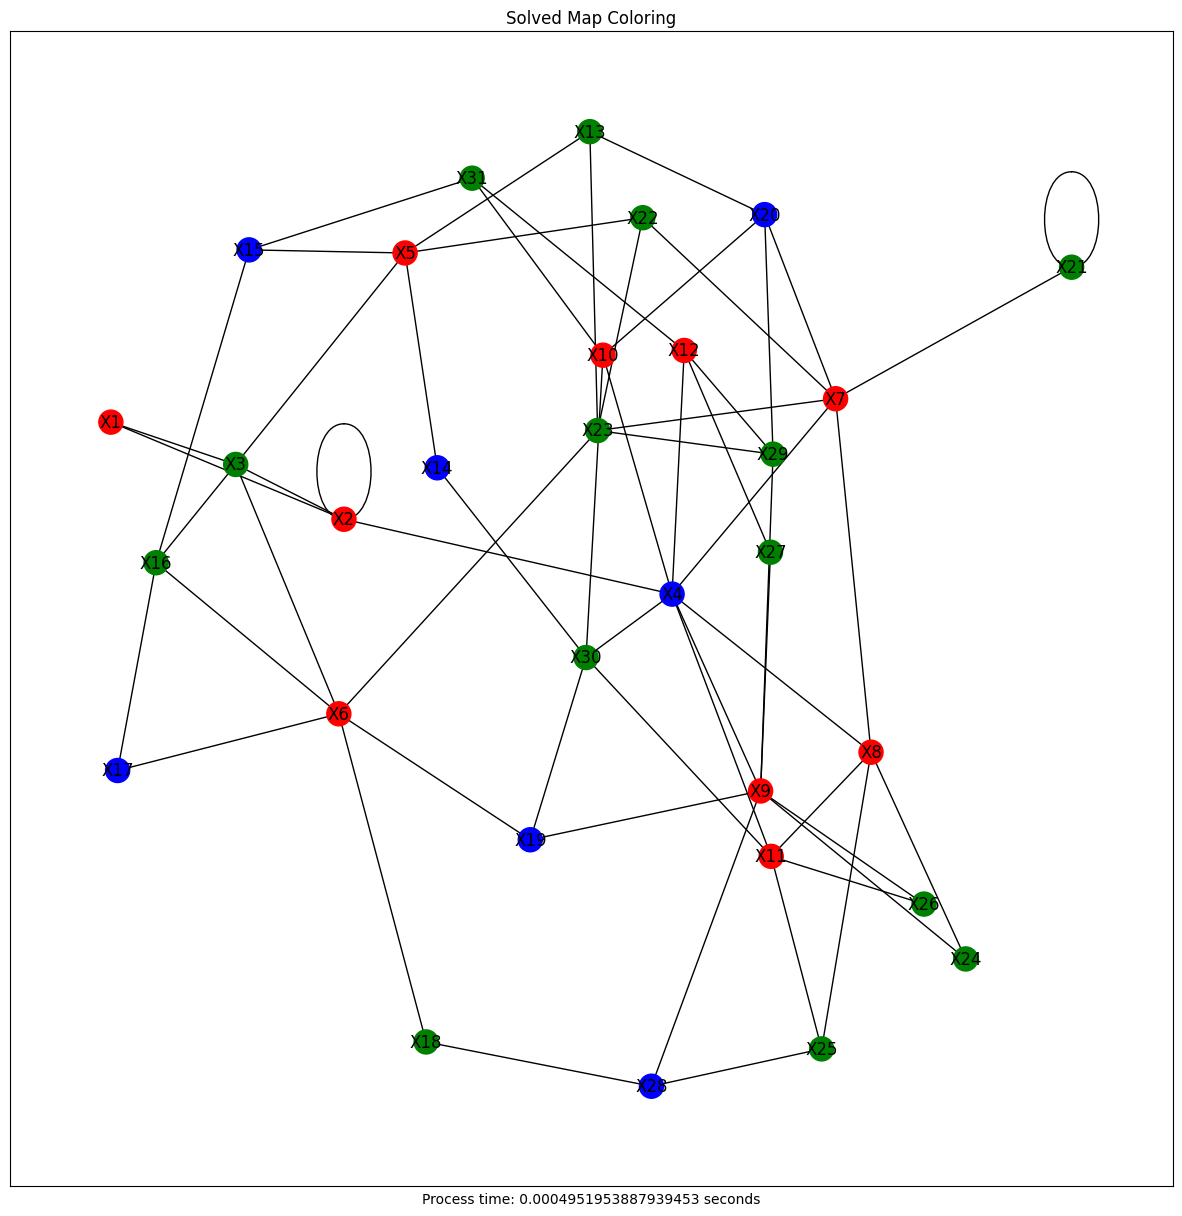 Solved Map Coloring
X13
X31
X22
X20
X15
X5
X21
X12
X10
X7
X1
X23
X29
X3
X14
X2
X27
X16
X4
X30
X6
X8
X17
X9
X19
X11
X26
X24
X18
X25
X28
Process time: 0.0004951953887939453 seconds